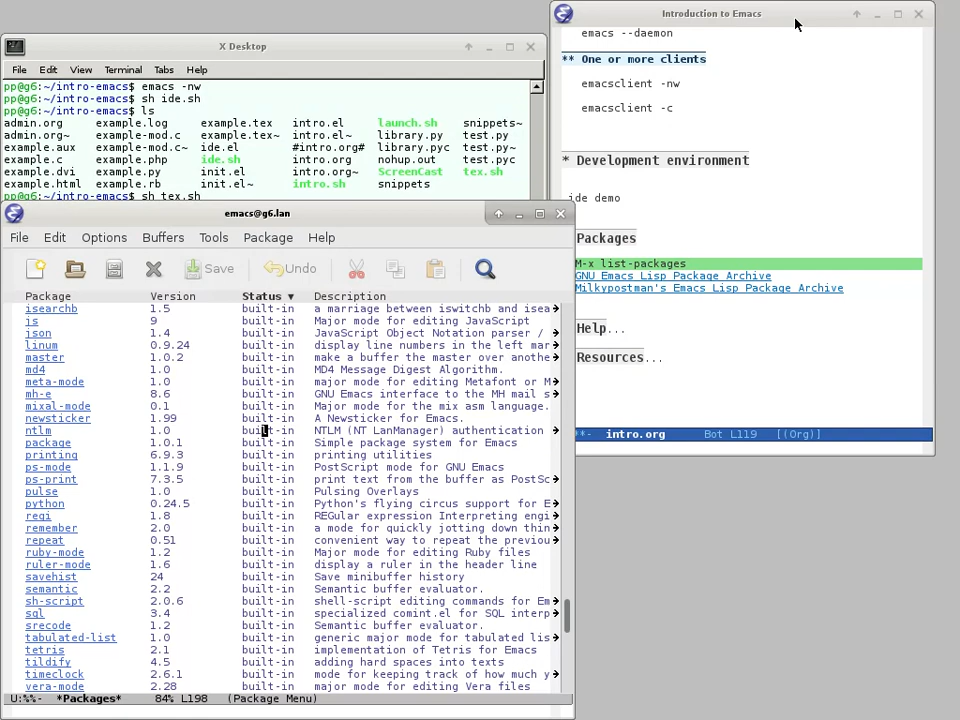 X Desktop
File Edit View Terminal Tabs Help
pp@g6:~/intro-emacs$ emacs -nw
pp@g6:~/intro-emacs$ sh ide.sh
pp@g6:~/intro-emacs$ ls
admin.org example.log example.tex intro.el launch.sh snippets~
admin.org~ example-mod.c example.tex~ intro.el~ library.py test.py
example.aux example-mod.c~ ide.el #intro.org# library.pyc test.py~
example.c example.php ide.sh intro.org nohup.out test.pyc
example.dvi example.py init.el intro.org~ ScreenCast tex.sh
example.html example.rb init.el~ intro.sh snippets
pp@g6:~/intro-emacs$ sh tex.sh
Introduction to Emacs
emacs --daemon
** One or more clients
emacsclient -nw
emacsclient -c
* Development environment
ide demo
Packages
M-x list-packages
GNU Emacs Lisp Package Archive
Milkypostman's Emacs Lisp Package Archive
Help...
Resources...
**- intro.org Bot L119 [(Org)]
emacs@g6.lan
File Edit Options Buffers Tools Package Help
Save Undo
Package Version Status ▼ Description
isearchb 1.5 built-in a marriage between iswitchb and isea
js 9 built-in Major mode for editing JavaScript
json 1.4 built-in JavaScript Object Notation parser /
linum 0.9.24 built-in display line numbers in the left mar
master 1.0.2 built-in make a buffer the master over anothe
md4 1.0 built-in MD4 Message Digest Algorithm.
meta-mode 1.0 built-in major mode for editing Metafont or M
mh-e 8.6 built-in GNU Emacs interface to the MH mail s
mixal-mode 0.1 built-in Major mode for the mix asm language.
newsticker 1.99 built-in A Newsticker for Emacs.
ntlm 1.0 built-in NTLM (NT LanManager) authentication
package 1.0.1 built-in Simple package system for Emacs
printing 6.9.3 built-in printing utilities
ps-mode 1.1.9 built-in PostScript mode for GNU Emacs
ps-print 7.3.5 built-in print text from the buffer as PostSc
pulse 1.0 built-in Pulsing Overlays
python 0.24.5 built-in Python's flying circus support for E
regi 1.8 built-in REGular expression Interpreting engi
remember 2.0 built-in a mode for quickly jotting down thin
repeat 0.51 built-in convenient way to repeat the previou
ruby-mode 1.2 built-in Major mode for editing Ruby files
ruler-mode 1.6 built-in display a ruler in the header line
savehist 24 built-in Save minibuffer history
semantic 2.2 built-in Semantic buffer evaluator.
sh-script 2.0.6 built-in shell-script editing commands for Em
sql 3.4 built-in specialized comint.el for SQL interp
srecode 1.2 built-in Semantic buffer evaluator.
tabulated-list 1.0 built-in generic major mode for tabulated lis
tetris 2.1 built-in implementation of Tetris for Emacs
tildify 4.5 built-in adding hard spaces into texts
timeclock 2.6.1 built-in mode for keeping track of how much y
vera-mode 2.28 built-in major mode for editing Vera files
U:%%- *Packages* 84% L198 (Package Menu)